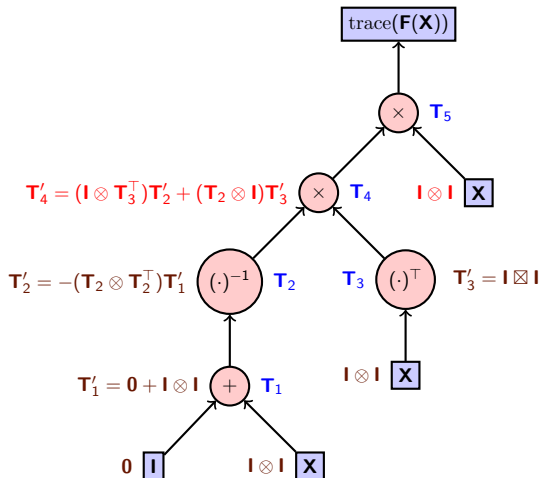 trace(F(X))
× T₅
T′₄ = (I ⊗ T₃^⊤)T′₂ + (T₂ ⊗ I)T′₃ × T₄ I ⊗ I X
T′₂ = −(T₂ ⊗ T₂^⊤)T′₁ (·)⁻¹ T₂ T₃ (·)^⊤ T′₃ = I ⊠ I
I ⊗ I X
T′₁ = 0 + I ⊗ I + T₁
0 I I ⊗ I X